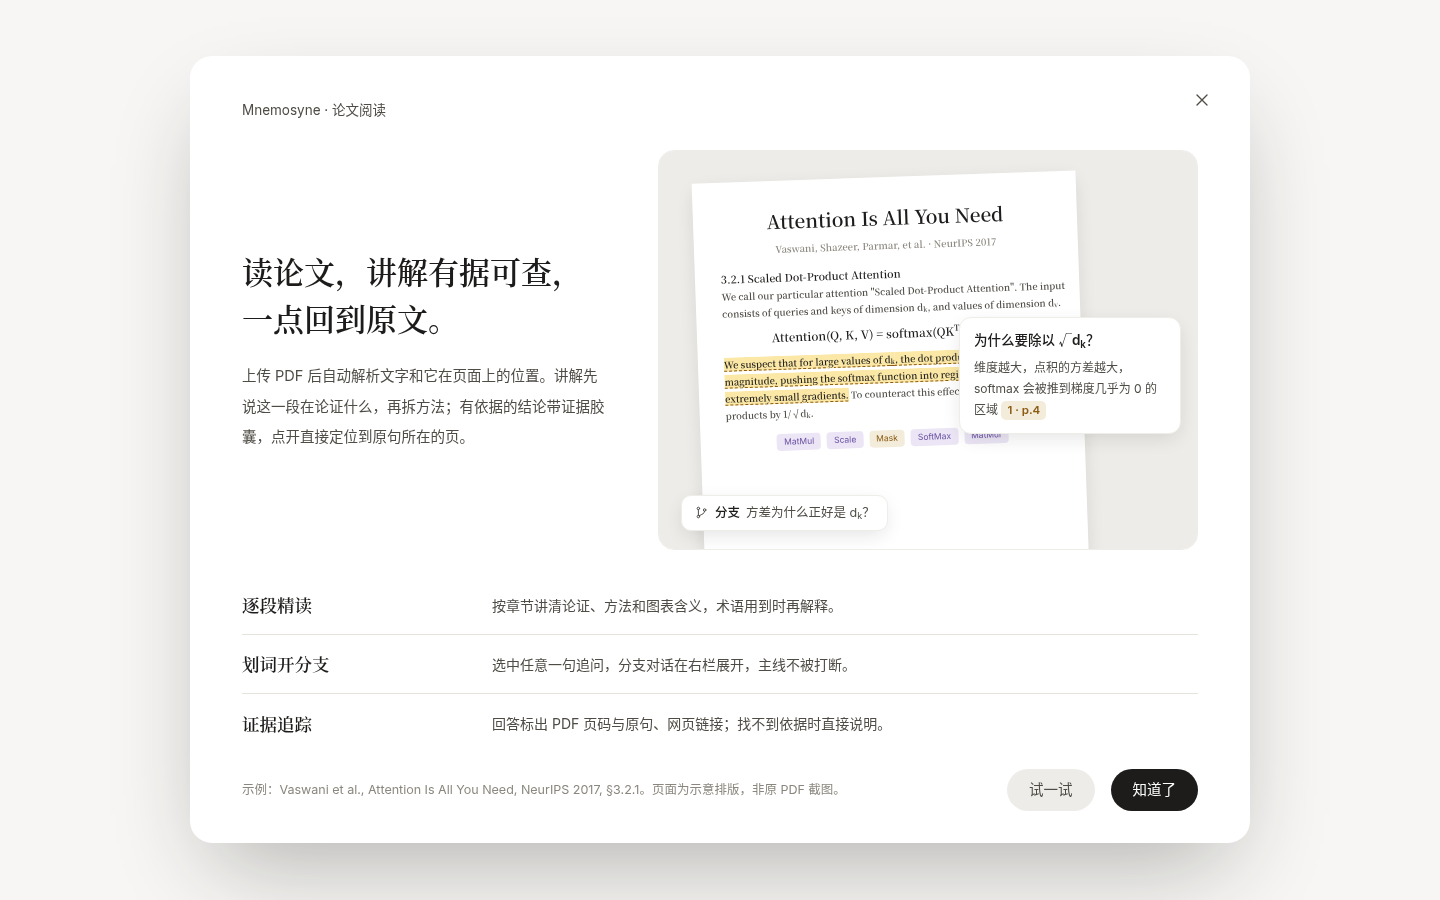 Mnemosyne · 论文阅读
读论文，讲解有据可查，
一点回到原文。
上传 PDF 后自动解析文字和它在页面上的位置。讲解先
说这一段在论证什么，再拆方法；有依据的结论带证据胶
囊，点开直接定位到原句所在的页。
Attention Is All You Need
Vaswani, Shazeer, Parmar, et al. · NeurIPS 2017
3.2.1 Scaled Dot-Product Attention
We call our particular attention "Scaled Dot-Product Attention". The input
consists of queries and keys of dimension dₖ, and values of dimension dᵥ.
Attention(Q, K, V) = softmax(QKᵀ
We suspect that for large values of dₖ, the dot
magnitude, pushing the softmax function into
extremely small gradients. To counteract this
products by 1/√dₖ.
MatMul
Scale
Mask
SoftMax
MatMul
为什么要除以 √dₖ？
维度越大，点积的方差越大，
softmax 会被推到梯度几乎为 0 的
区域 1 · p.4
分支 方差为什么正好是 dₖ？
逐段精读
按章节讲清论证、方法和图表含义，术语用到时再解释。
划词开分支
选中任意一句追问，分支对话在右栏展开，主线不被打断。
证据追踪
回答标出 PDF 页码与原句、网页链接；找不到依据时直接说明。
示例：Vaswani et al., Attention Is All You Need, NeurIPS 2017, §3.2.1。页面为示意排版，非原 PDF 截图。
试一试
知道了